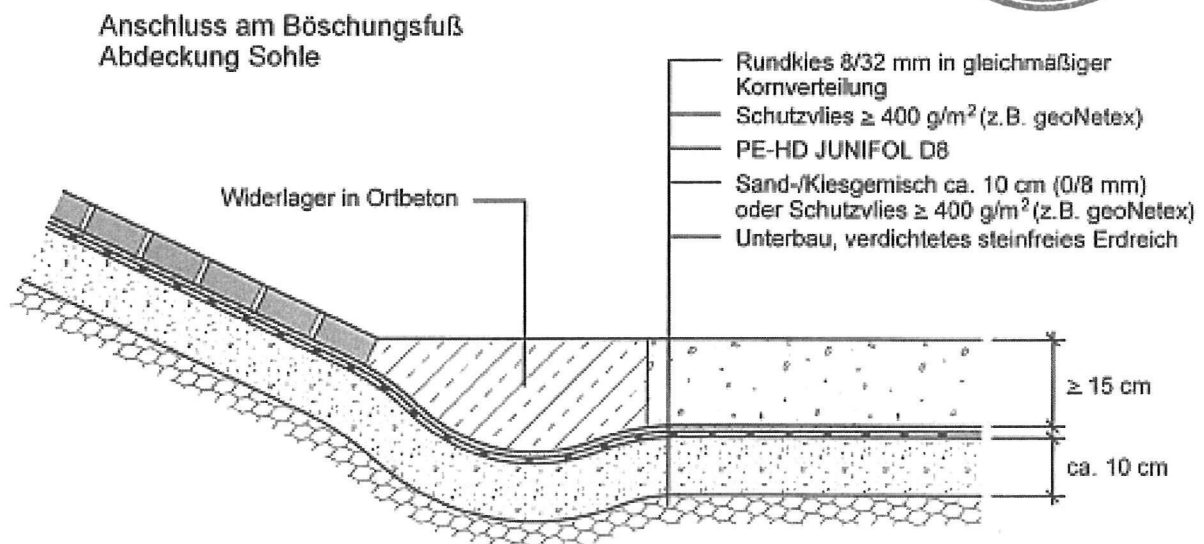 Anschluss am Böschungsfuß
Abdeckung Sohle
Rundkies 8/32 mm in gleichmäßiger
Kornverteilung
Schutzvlies ≥ 400 g/m² (z.B. geoNetex)
PE-HD JUNIFOL D8
Sand-/Kiesgemisch ca. 10 cm (0/8 mm)
oder Schutzvlies ≥ 400 g/m² (z.B. geoNetex)
Unterbau, verdichtetes steinfreies Erdreich
Widerlager in Ortbeton
≥ 15 cm
ca. 10 cm